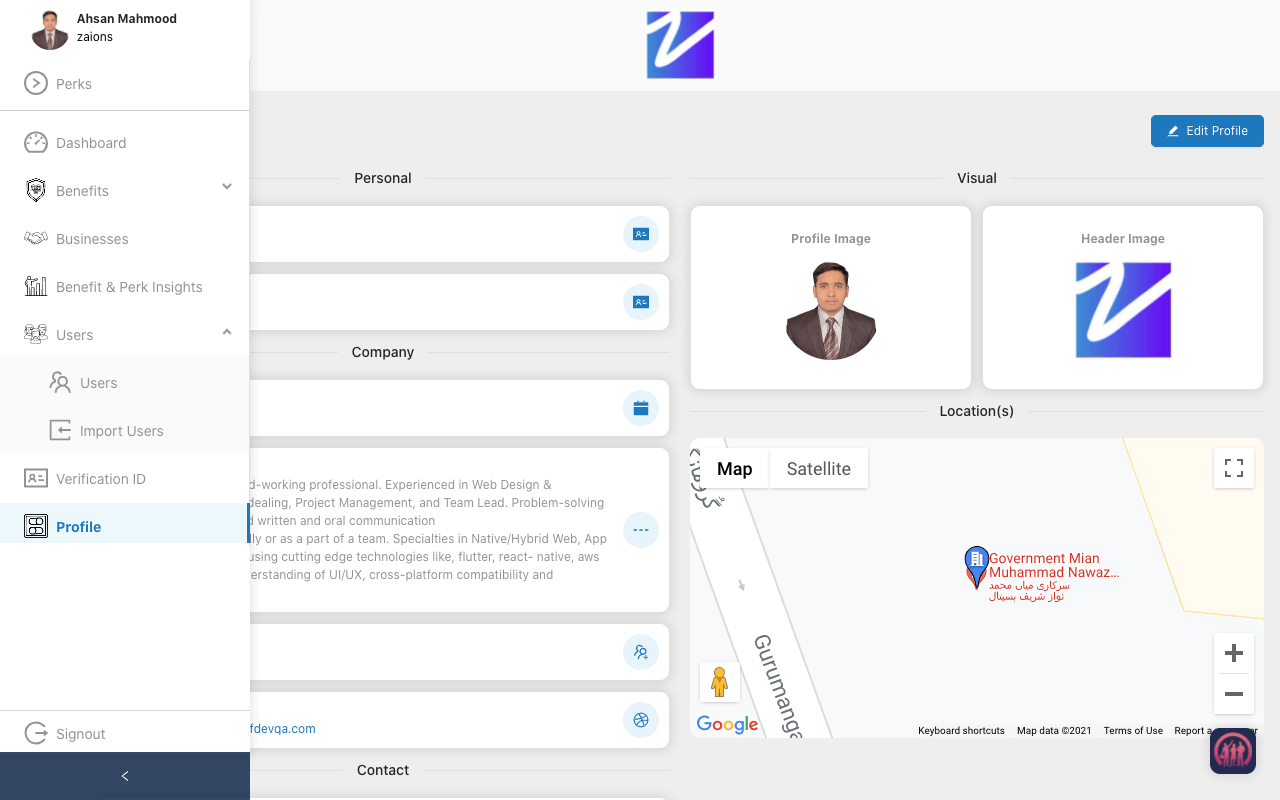 Ahsan Mahmood
zaions
Perks
Dashboard
Benefits
Businesses
Benefit & Perk Insights
Users
Users
Import Users
Verification ID
Profile
Signout
Edit Profile
Personal
Company
d-working professional. Experienced in Web Design &
dealing, Project Management, and Team Lead. Problem-solving
d written and oral communication
lly or as a part of a team. Specialties in Native/Hybrid Web, App
using cutting edge technologies like, flutter, react- native, aws
erstanding of UI/UX, cross-platform compatibility and
fdevqa.com
Contact
Visual
Profile Image
Header Image
Location(s)
Map
Satellite
Government Mian
Muhammad Nawaz...
سرکاری میاں محمد
نواز شریف ہسپتال
Gurumanga
Google
Keyboard shortcuts
Map data ©2021
Terms of Use
Report a